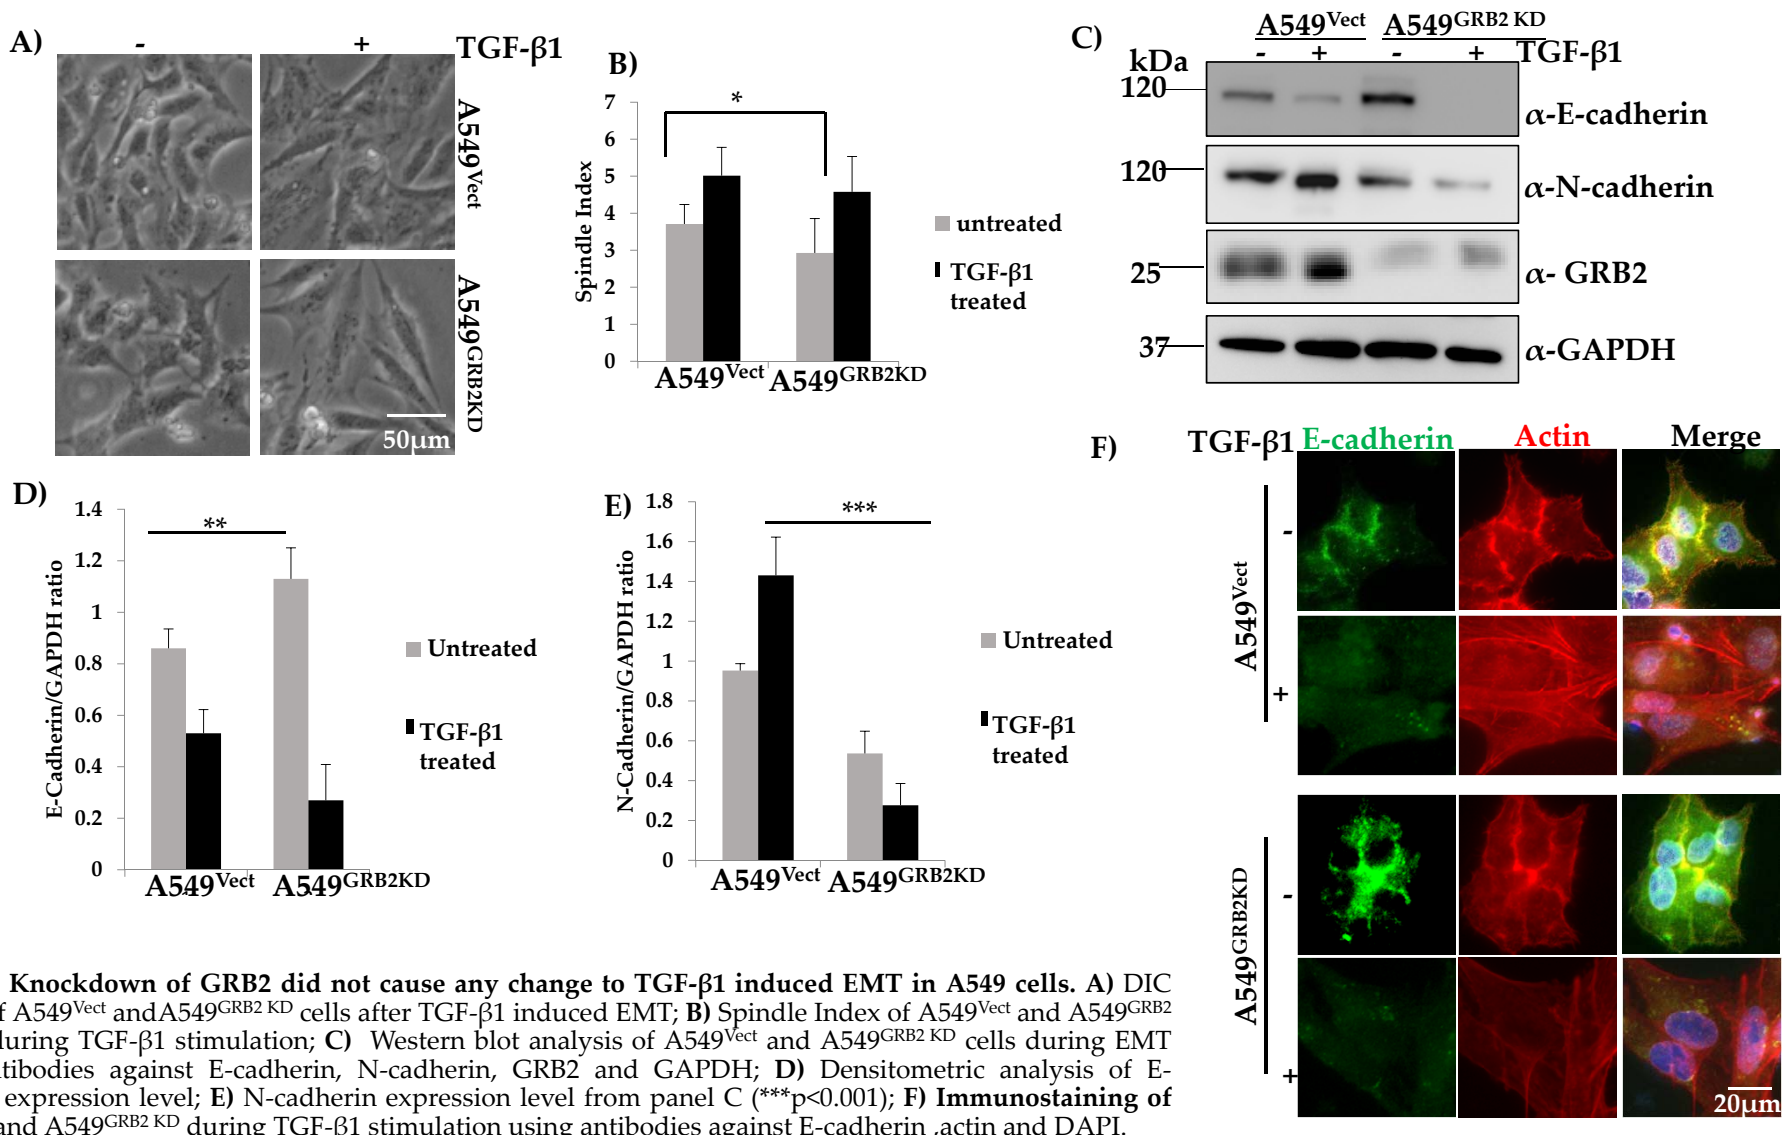 A)
- + TGF-β1
A549Vect
A549GRB2KD
50μm
B)
*
7
6
5
4
3
2
1
0
Spindle Index
A549Vect A549GRB2KD
untreated
TGF-β1
treated
C)
A549Vect A549GRB2 KD
- + - + TGF-β1
kDa
120
α-E-cadherin
120
α-N-cadherin
25
α- GRB2
37
α-GAPDH
D)
**
1.4
1.2
1
0.8
0.6
0.4
0.2
0
E-Cadherin/GAPDH ratio
A549Vect A549GRB2KD
Untreated
TGF-β1
treated
E)
***
1.8
1.6
1.4
1.2
1
0.8
0.6
0.4
0.2
0
N-Cadherin/GAPDH ratio
A549Vect A549GRB2KD
Untreated
TGF-β1
treated
F)
TGF-β1 E-cadherin Actin Merge
-
A549Vect
+
-
A549GRB2KD
+
20μm
Knockdown of GRB2 did not cause any change to TGF-β1 induced EMT in A549 cells. A) DIC
f A549Vect andA549GRB2 KD cells after TGF-β1 induced EMT; B) Spindle Index of A549Vect and A549GRB2
during TGF-β1 stimulation; C) Western blot analysis of A549Vect and A549GRB2 KD cells during EMT
tibodies against E-cadherin, N-cadherin, GRB2 and GAPDH; D) Densitometric analysis of E-
expression level; E) N-cadherin expression level from panel C (***p<0.001); F) Immunostaining of
and A549GRB2 KD during TGF-β1 stimulation using antibodies against E-cadherin ,actin and DAPI.